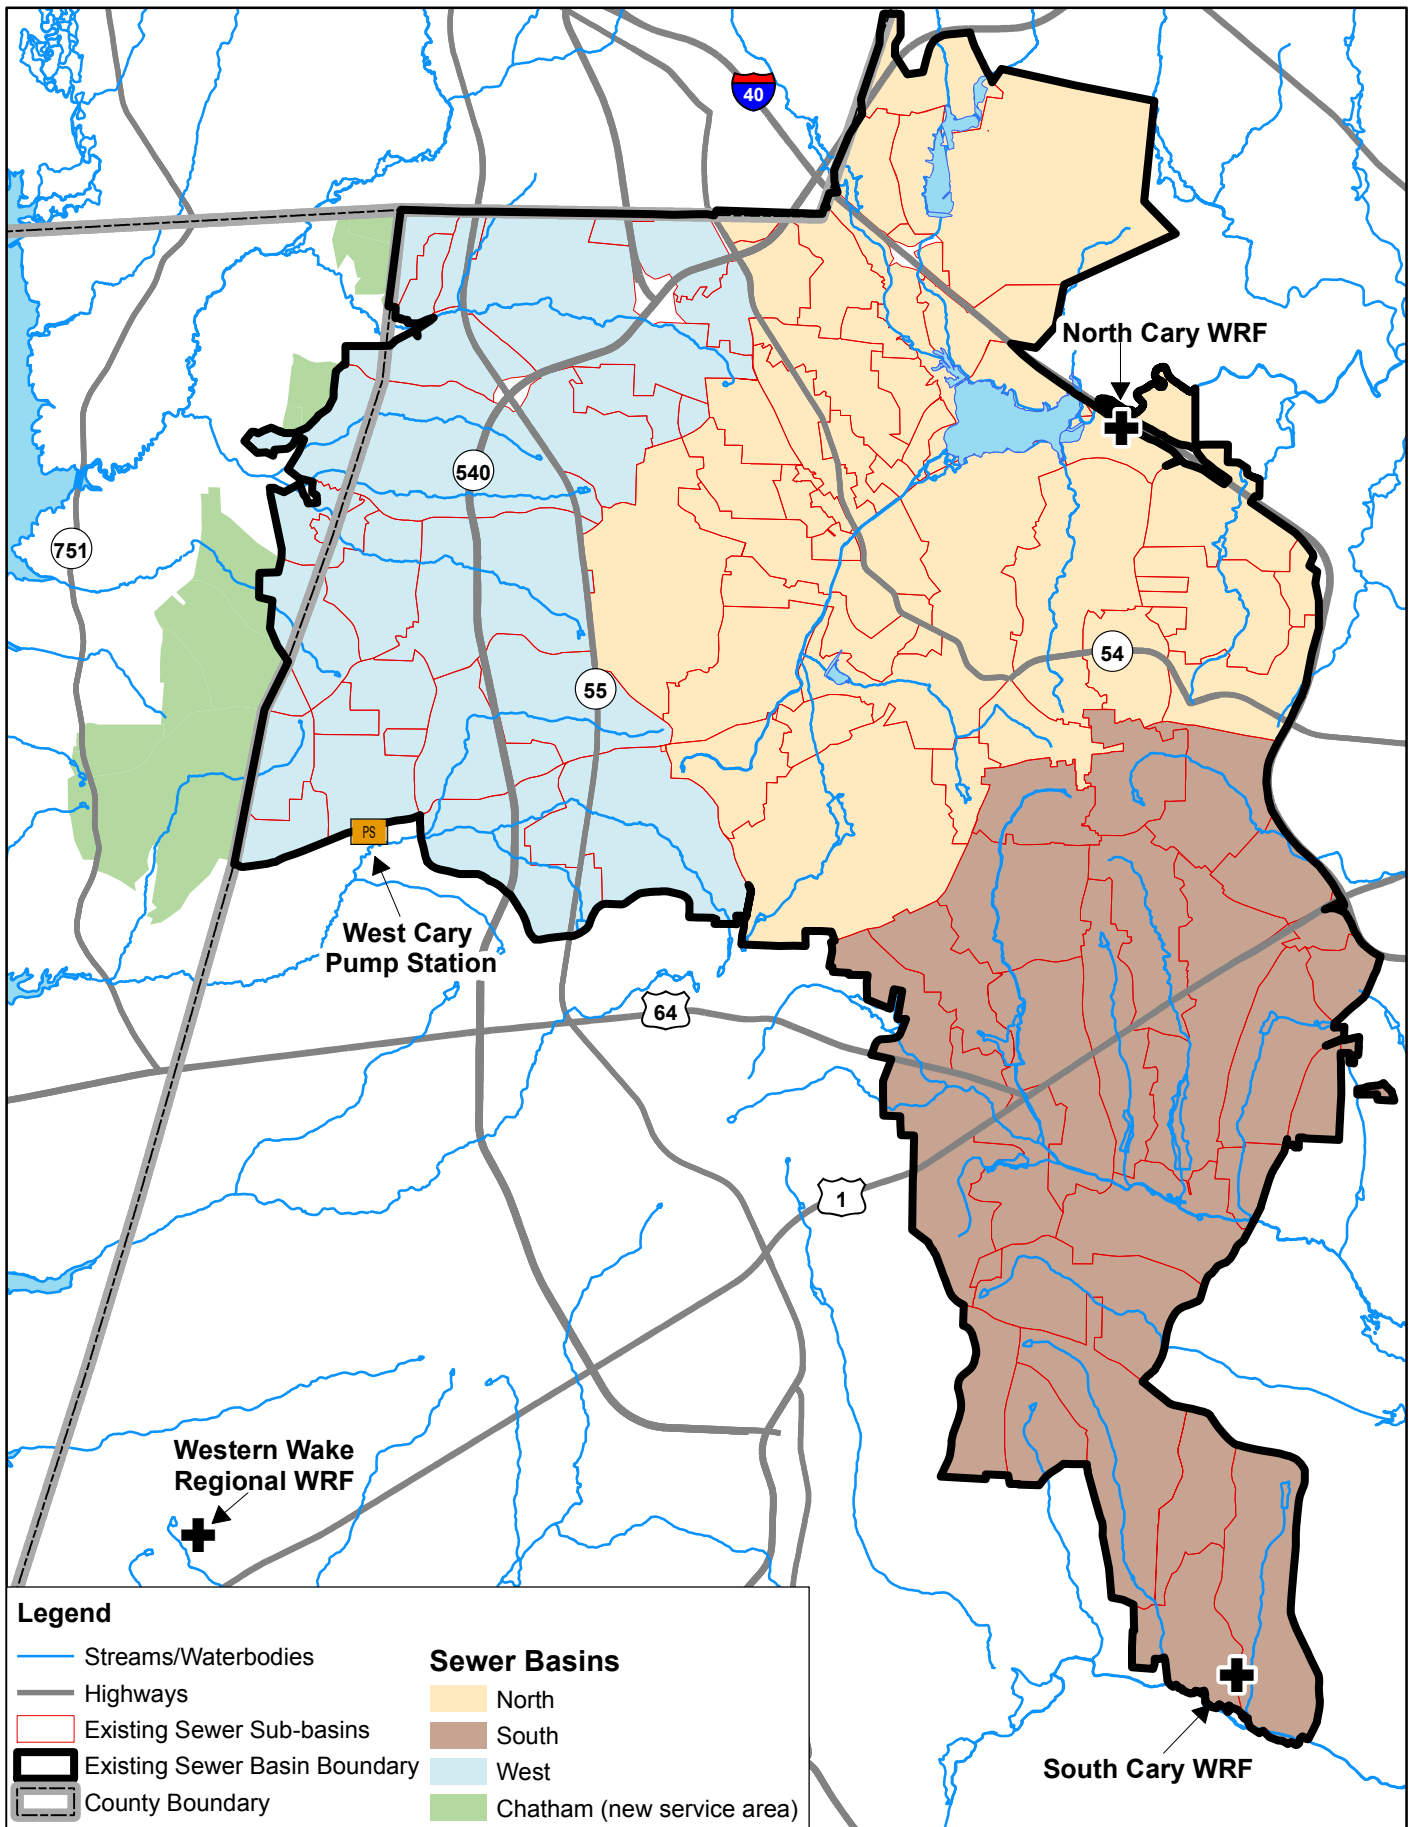 40
North Cary WRF
540
751
55
54
PS
West Cary
Pump Station
64
1
Western Wake
Regional WRF
South Cary WRF
Legend
Streams/Waterbodies
Highways
Existing Sewer Sub-basins
Existing Sewer Basin Boundary
County Boundary
Sewer Basins
North
South
West
Chatham (new service area)